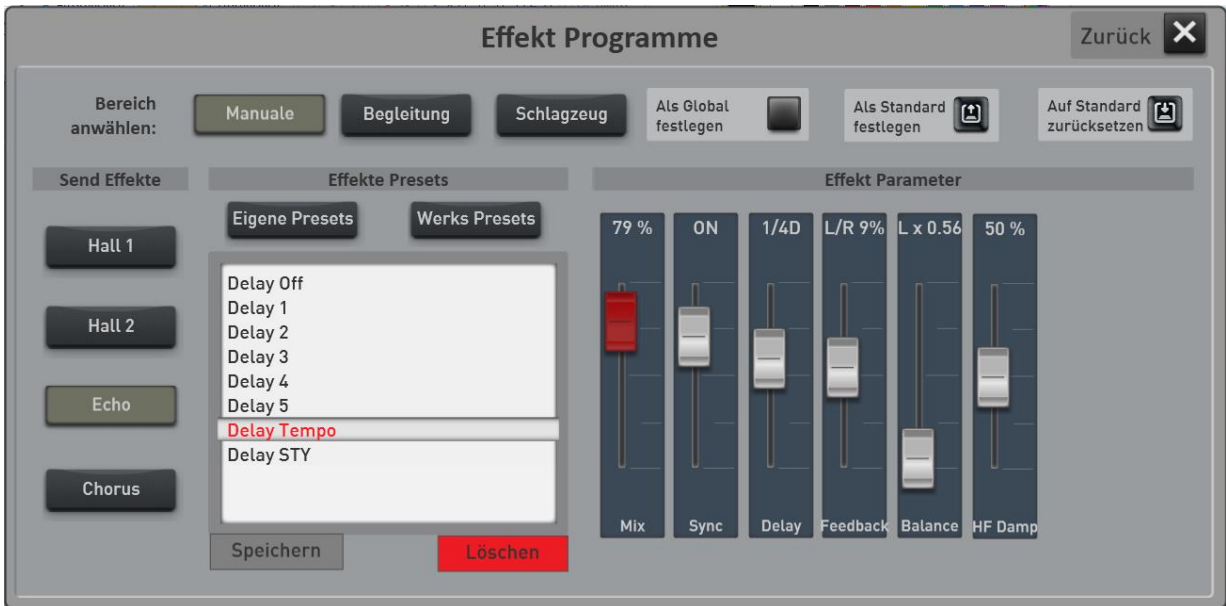 Effekt Programme
Zurück
Bereich
anwählen:
Manuale
Begleitung
Schlagzeug
Als Global
festlegen
Als Standard
festlegen
Auf Standard
zurücksetzen
Send Effekte
Effekte Presets
Effekt Parameter
Hall 1
Hall 2
Echo
Chorus
Eigene Presets
Werks Presets
Delay Off
Delay 1
Delay 2
Delay 3
Delay 4
Delay 5
Delay Tempo
Delay STY
Speichern
Löschen
79 %
ON
1/4D
L/R 9%
L x 0.56
50 %
Mix
Sync
Delay
Feedback
Balance
HF Damp